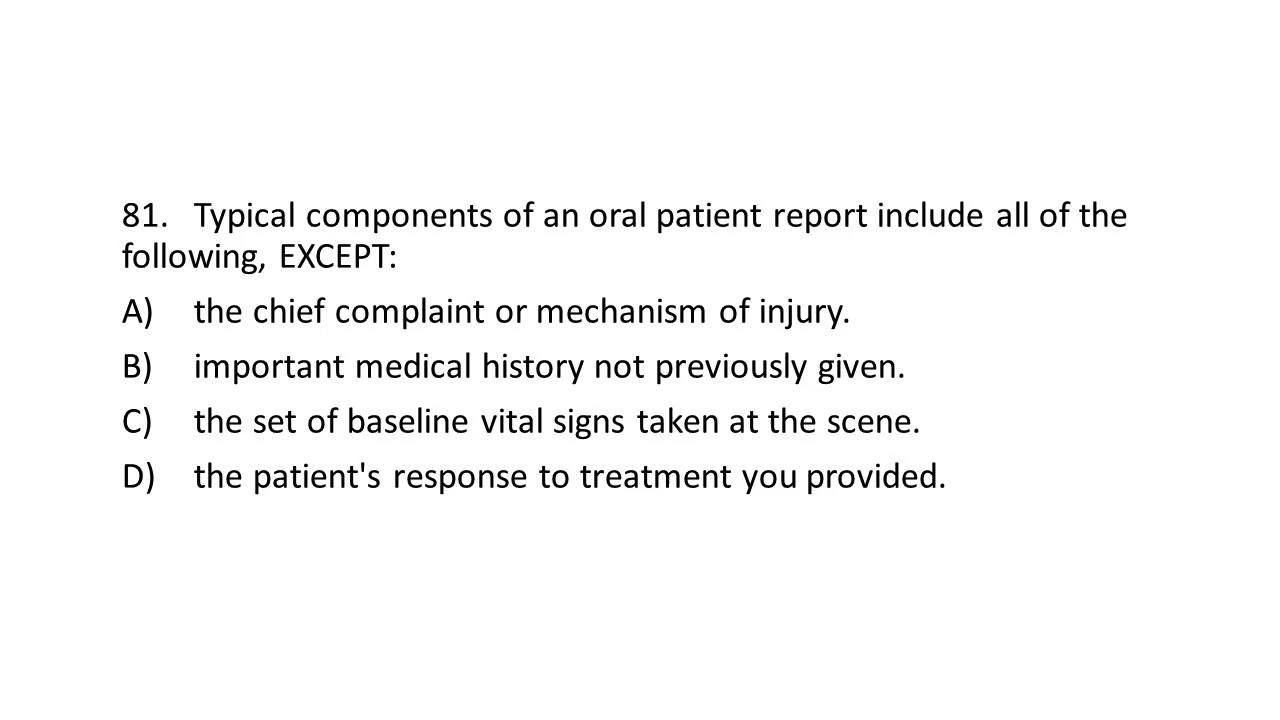 81. Typical components of an oral patient report include all of the
following, EXCEPT:
A) the chief complaint or mechanism of injury.
B) important medical history not previously given.
C) the set of baseline vital signs taken at the scene.
D) the patient's response to treatment you provided.